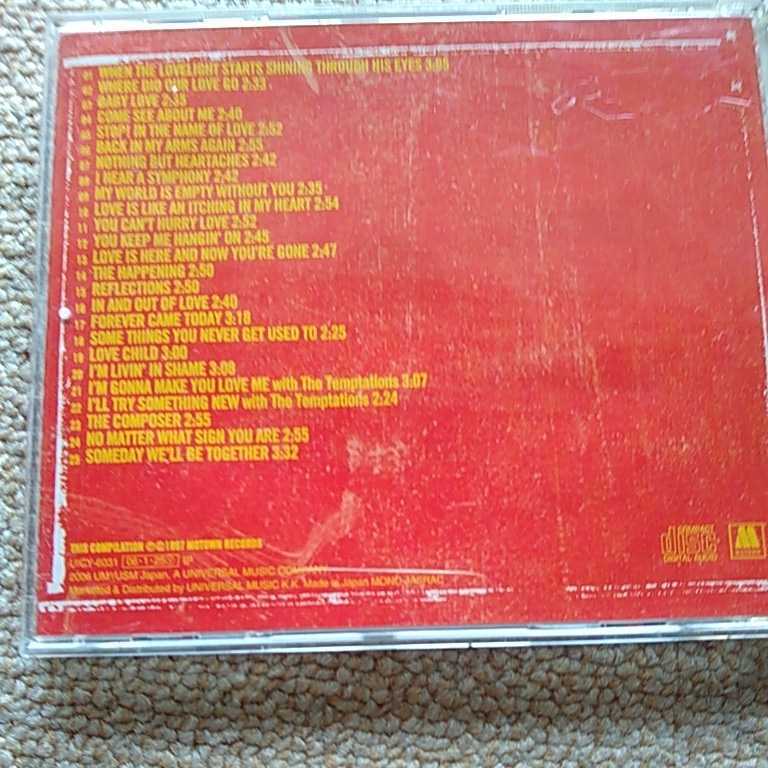 01 WHEN THE LOVELIGHT STARTS SHINING THROUGH HIS EYES 3:05
02 WHERE DID OUR LOVE GO 2:33
03 BABY LOVE 2:35
04 COME SEE ABOUT ME 2:40
05 STOP! IN THE NAME OF LOVE 2:52
06 BACK IN MY ARMS AGAIN 2:55
07 NOTHING BUT HEARTACHES 2:42
08 I HEAR A SYMPHONY 2:42
09 MY WORLD IS EMPTY WITHOUT YOU 2:35
10 LOVE IS LIKE AN ITCHING IN MY HEART 2:54
11 YOU CAN'T HURRY LOVE 2:52
12 YOU KEEP ME HANGIN' ON 2:45
13 LOVE IS HERE AND NOW YOU'RE GONE 2:47
14 THE HAPPENING 2:50
15 REFLECTIONS 2:50
16 IN AND OUT OF LOVE 2:40
17 FOREVER CAME TODAY 3:18
18 SOME THINGS YOU NEVER GET USED TO 2:25
19 LOVE CHILD 3:00
20 I'M LIVIN' IN SHAME 3:08
21 I'M GONNA MAKE YOU LOVE ME with The Temptations 3:07
22 I'LL TRY SOMETHING NEW with The Temptations 2:24
23 THE COMPOSER 2:55
24 NO MATTER WHAT SIGN YOU ARE 2:55
25 SOMEDAY WE'LL BE TOGETHER 3:32
THIS COMPILATION ℗©1997 MOTOWN RECORDS
UICY-6031
2006 UM³/USM Japan, A UNIVERSAL MUSIC COMPANY
Marketed & Distributed by UNIVERSAL MUSIC K.K. Made in Japan MONO JASRAC
COMPACT
disc
DIGITAL AUDIO
M
MOTOWN